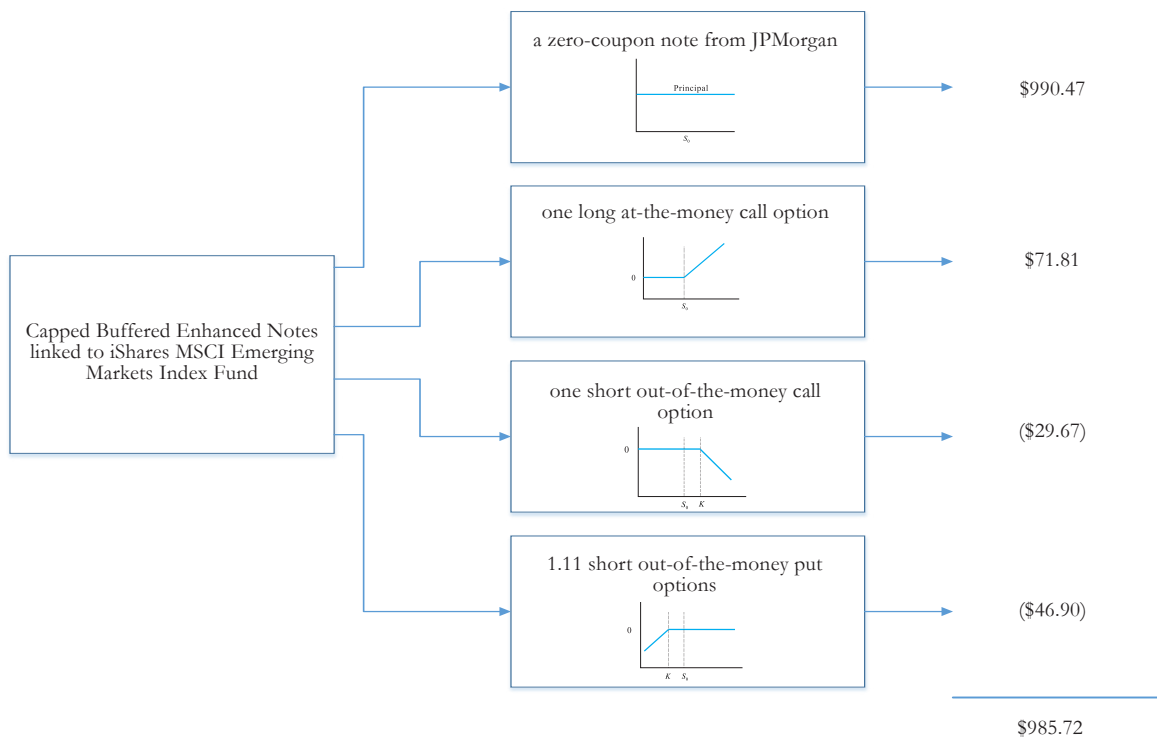 a zero-coupon note from JPMorgan
Principal
S₀
$990.47
one long at-the-money call option
0
S₀
$71.81
Capped Buffered Enhanced Notes
linked to iShares MSCI Emerging
Markets Index Fund
one short out-of-the-money call
option
0
S₀ K
($29.67)
1.11 short out-of-the-money put
options
0
K S₀
($46.90)
$985.72